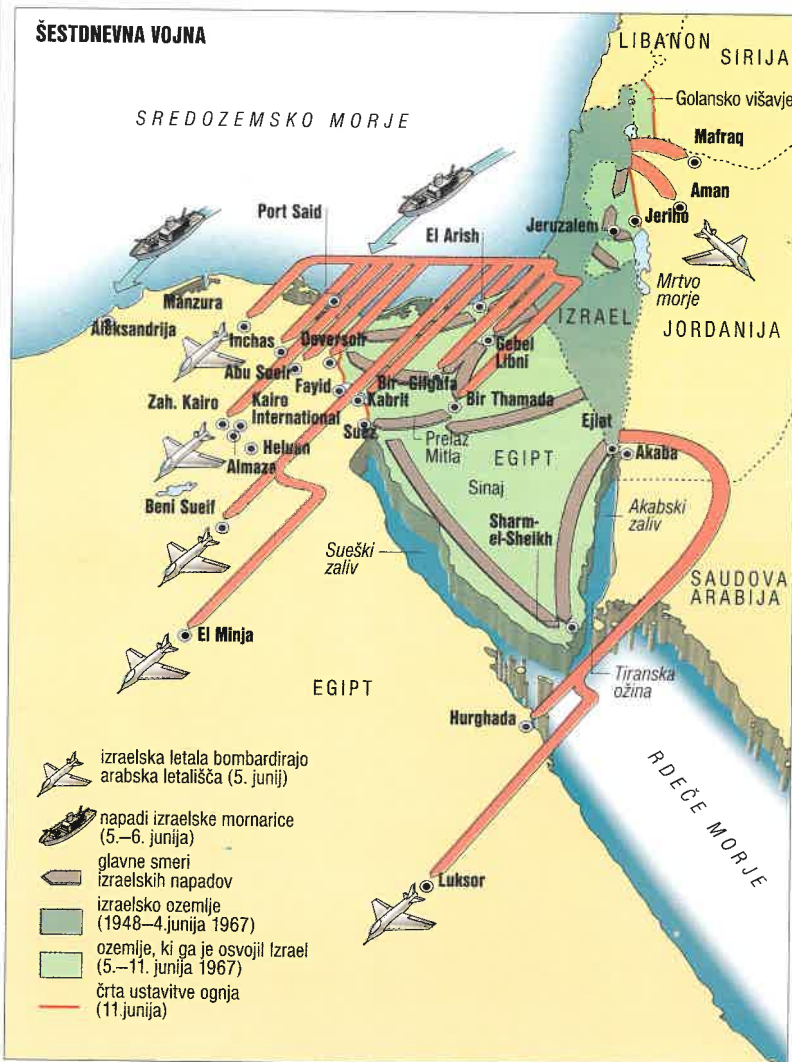 ŠESTDNEVNA VOJNA
LIBANON
SIRIJA
SREDOZEMSKO MORJE
Golansko višavje
Mafraq
Aman
Port Said
El Arish
Jeruzalem
Jeriho
Mrtvo
morje
Manzura
Aleksandrija
IZRAEL
JORDANIJA
Inchas
Deversoir
Gebel
Libni
Abu Sueir
Fayid
Bir-Gilgafa
Kabrit
Bir Thamada
Zah. Kairo
Kairo
International
Suez
Prelaz
Mitla
Ejlat
Akaba
Heluan
Almaza
EGIPT
Sinaj
Beni Sueif
Sharm-
el-Sheikh
Akabski
zaliv
Sueški
zaliv
SAUDOVA
ARABIJA
El Minja
EGIPT
Tiranska
ožina
Hurghada
RDEČE MORJE
Luksor
izraelska letala bombardirajo
arabska letališča (5. junij)
napadi izraelske mornarice
(5.–6. junija)
glavne smeri
izraelskih napadov
izraelsko ozemlje
(1948–4.junija 1967)
ozemlje, ki ga je osvojil Izrael
(5.–11. junija 1967)
črta ustavitve ognja
(11.junija)